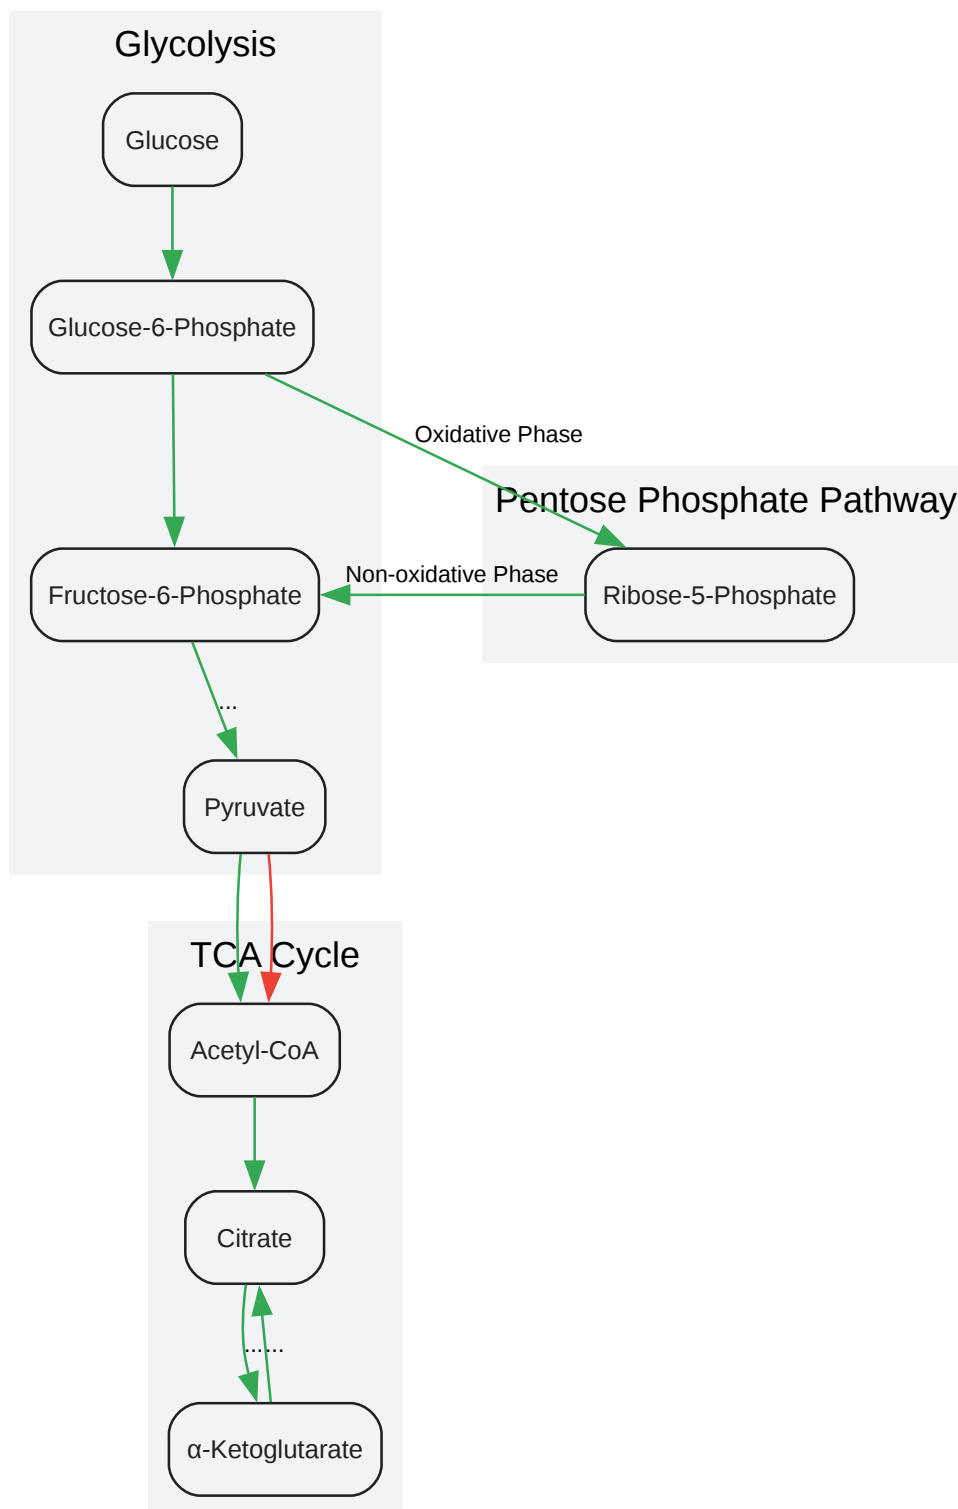 Glycolysis
Glucose
Glucose-6-Phosphate
Oxidative Phase
Pentose Phosphate Pathway
Non-oxidative Phase
Fructose-6-Phosphate
Ribose-5-Phosphate
...
Pyruvate
TCA Cycle
Acetyl-CoA
Citrate
...
...
α-Ketoglutarate